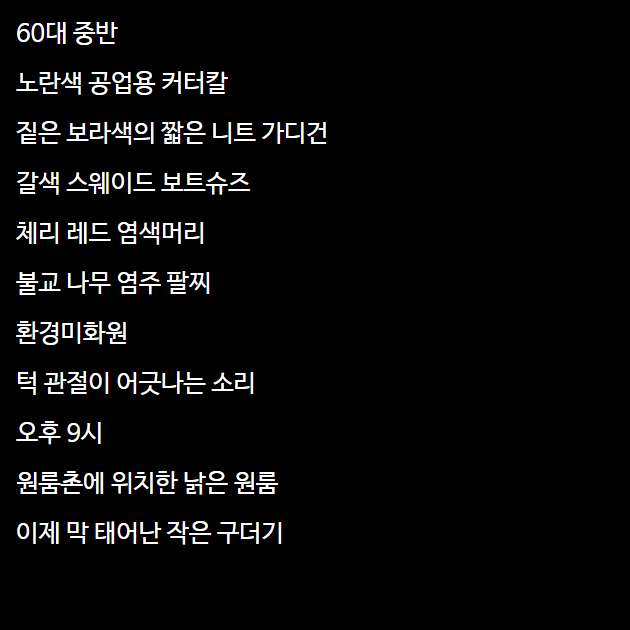 60대 중반
노란색 공업용 커터칼
짙은 보라색의 짧은 니트 가디건
갈색 스웨이드 보트슈즈
체리 레드 염색머리
불교 나무 염주 팔찌
환경미화원
턱 관절이 어긋나는 소리
오후 9시
원룸촌에 위치한 낡은 원룸
이제 막 태어난 작은 구더기